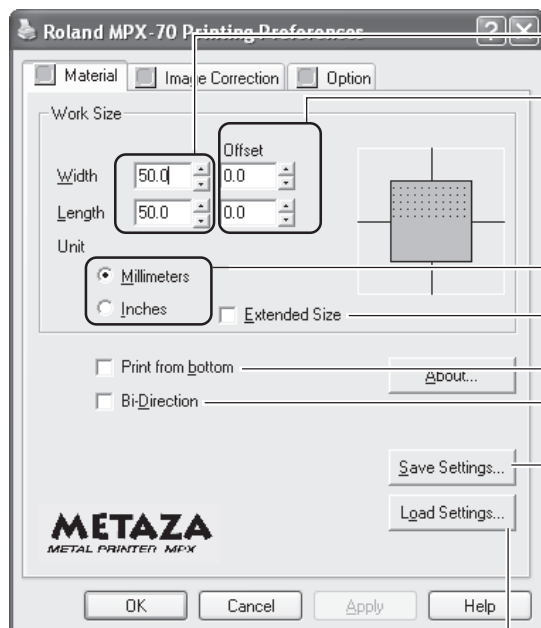 Roland MPX-70 Printing Preferences
Material Image Correction Option
Work Size
Offset
Width 50.0 0.0
Length 50.0 0.0
Unit
Millimeters
Inches
Extended Size
Print from bottom
About...
Bi-Direction
Save Settings...
Load Settings...
METAZA
METAL PRINTER MPX
OK Cancel Apply Help